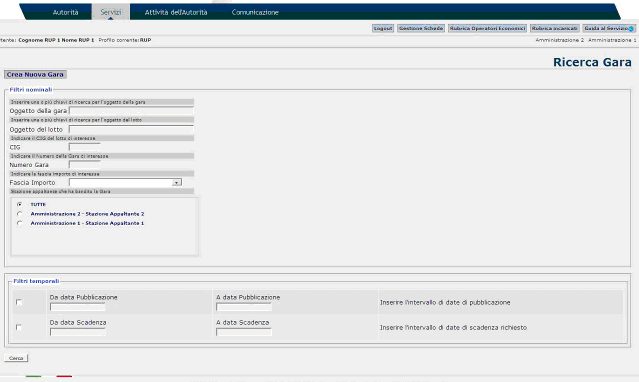 Autorità Servizi Attività dell'Autorità Comunicazione
Logout Gestione Schede Rubrica Operatori Economici Rubrica Incaricati Guida al Servizio
tente: Cognome RUP 1 Nome RUP 1 Profilo corrente: RUP Amministrazione 2 Amministrazione 1
Ricerca Gara
Crea Nuova Gara
Filtri nominali
Inserire una o più chiavi di ricerca per l'oggetto della gara
Oggetto della gara
Inserire una o più chiavi di ricerca per l'oggetto del lotto
Oggetto del lotto
Indicare il CIG del lotto di interesse
CIG
Indicare il Numero della Gara di interesse
Numero Gara
Indicare la fascia importo di interesse
Fascia Importo
Stazione appaltante che ha bandito la Gara
TUTTE
Amministrazione 2 - Stazione Appaltante 2
Amministrazione 1 - Stazione Appaltante 1
Filtri temporali
Da data Pubblicazione A data Pubblicazione Inserire l'intervallo di date di pubblicazione
Da data Scadenza A data Scadenza Inserire l'intervallo di date di scadenza richiesto
Cerca